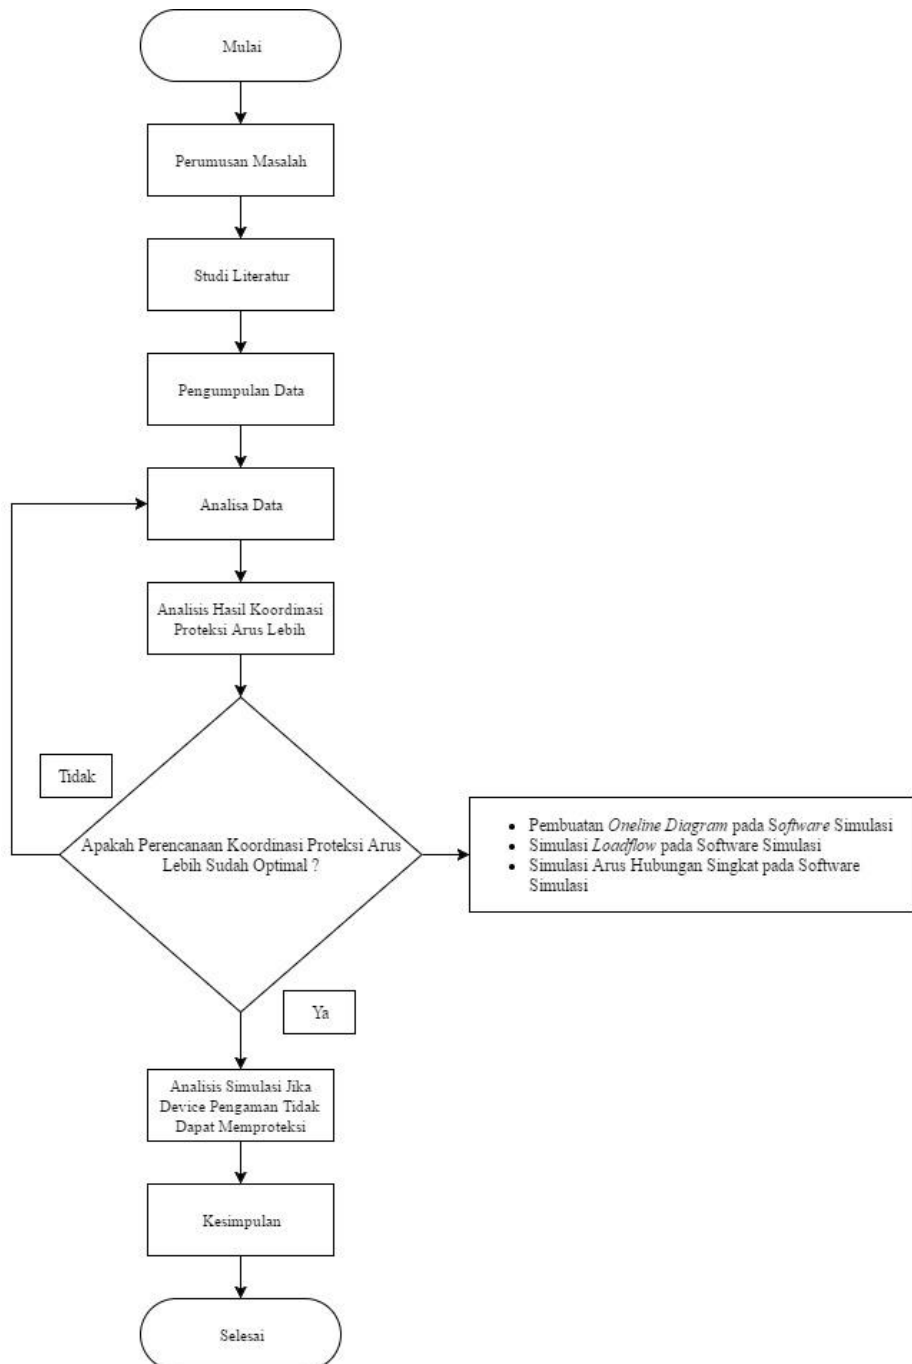 Mulai
Perumusan Masalah
Studi Literatur
Pengumpulan Data
Analisa Data
Analisis Hasil Koordinasi
Proteksi Arus Lebih
Tidak
Apakah Perencanaan Koordinasi Proteksi Arus
Lebih Sudah Optimal ?
• Pembuatan Oneline Diagram pada Software Simulasi
• Simulasi Loadflow pada Software Simulasi
• Simulasi Arus Hubungan Singkat pada Software
Simulasi
Ya
Analisis Simulasi Jika
Device Pengaman Tidak
Dapat Memproteksi
Kesimpulan
Selesai